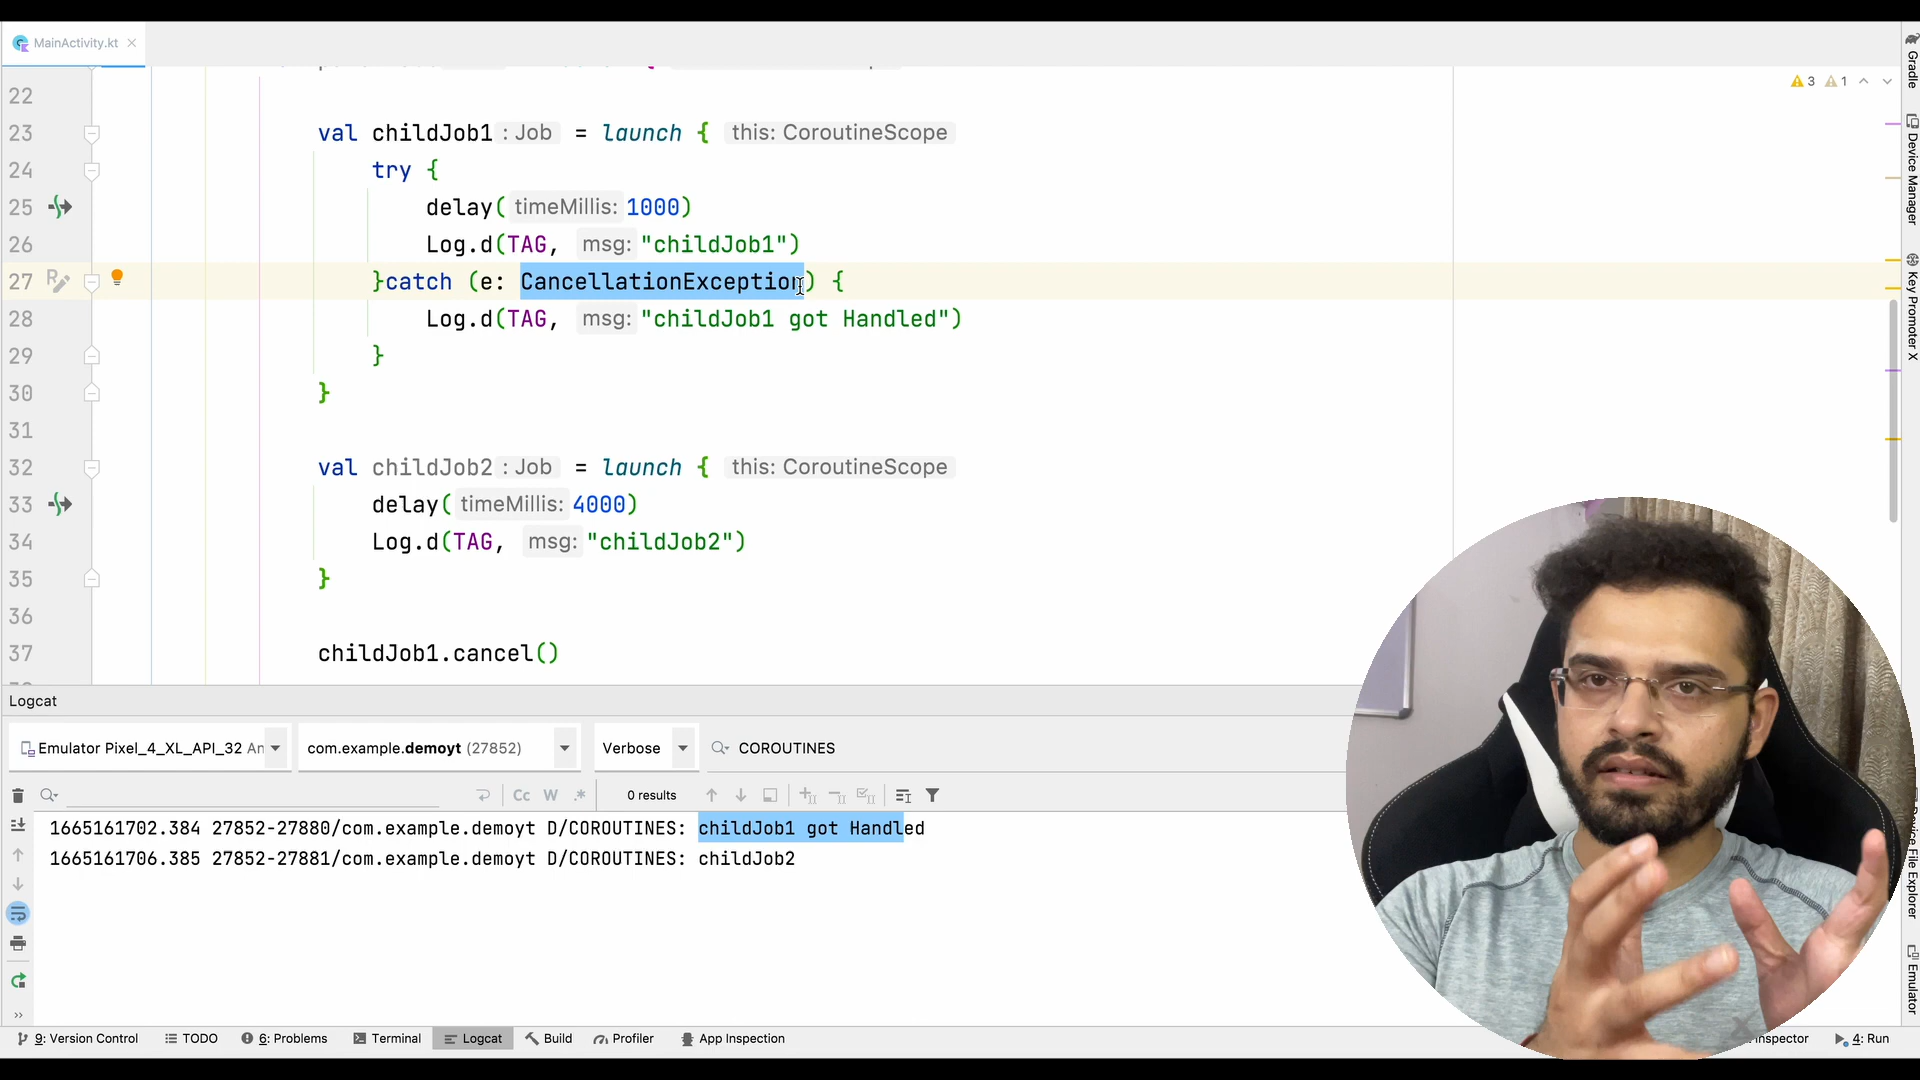 MainActivity.kt
3 1
22
23 val childJob1 : Job = launch { this: CoroutineScope
24 try {
25 delay( timeMillis: 1000)
26 Log.d(TAG, msg: "childJob1")
27 }catch (e: CancellationException) {
28 Log.d(TAG, msg: "childJob1 got Handled")
29 }
30 }
31
32 val childJob2 : Job = launch { this: CoroutineScope
33 delay( timeMillis: 4000)
34 Log.d(TAG, msg: "childJob2")
35 }
36
37 childJob1.cancel()
Logcat
Emulator Pixel_4_XL_API_32 An com.example.demoyt (27852) Verbose COROUTINES
Cc W .* 0 results
1665161702.384 27852-27880/com.example.demoyt D/COROUTINES: childJob1 got Handled
1665161706.385 27852-27881/com.example.demoyt D/COROUTINES: childJob2
9: Version Control TODO 6: Problems Terminal Logcat Build Profiler App Inspection Inspector 4: Run
Gradle
Device Manager
Key Promoter X
Device File Explorer
Emulator